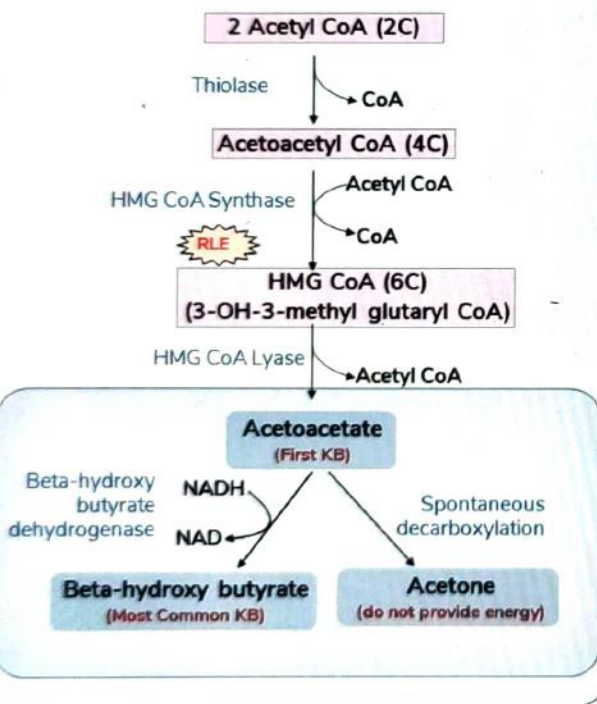 2 Acetyl CoA (2C)
Thiolase
CoA
Acetoacetyl CoA (4C)
Acetyl CoA
HMG CoA Synthase
CoA
RLE
HMG CoA (6C)
(3-OH-3-methyl glutaryl CoA)
HMG CoA Lyase
Acetyl CoA
Acetoacetate
(First KB)
Beta-hydroxy
butyrate
dehydrogenase
NADH
NAD
Spontaneous
decarboxylation
Beta-hydroxy butyrate
(Most Common KB)
Acetone
(do not provide energy)